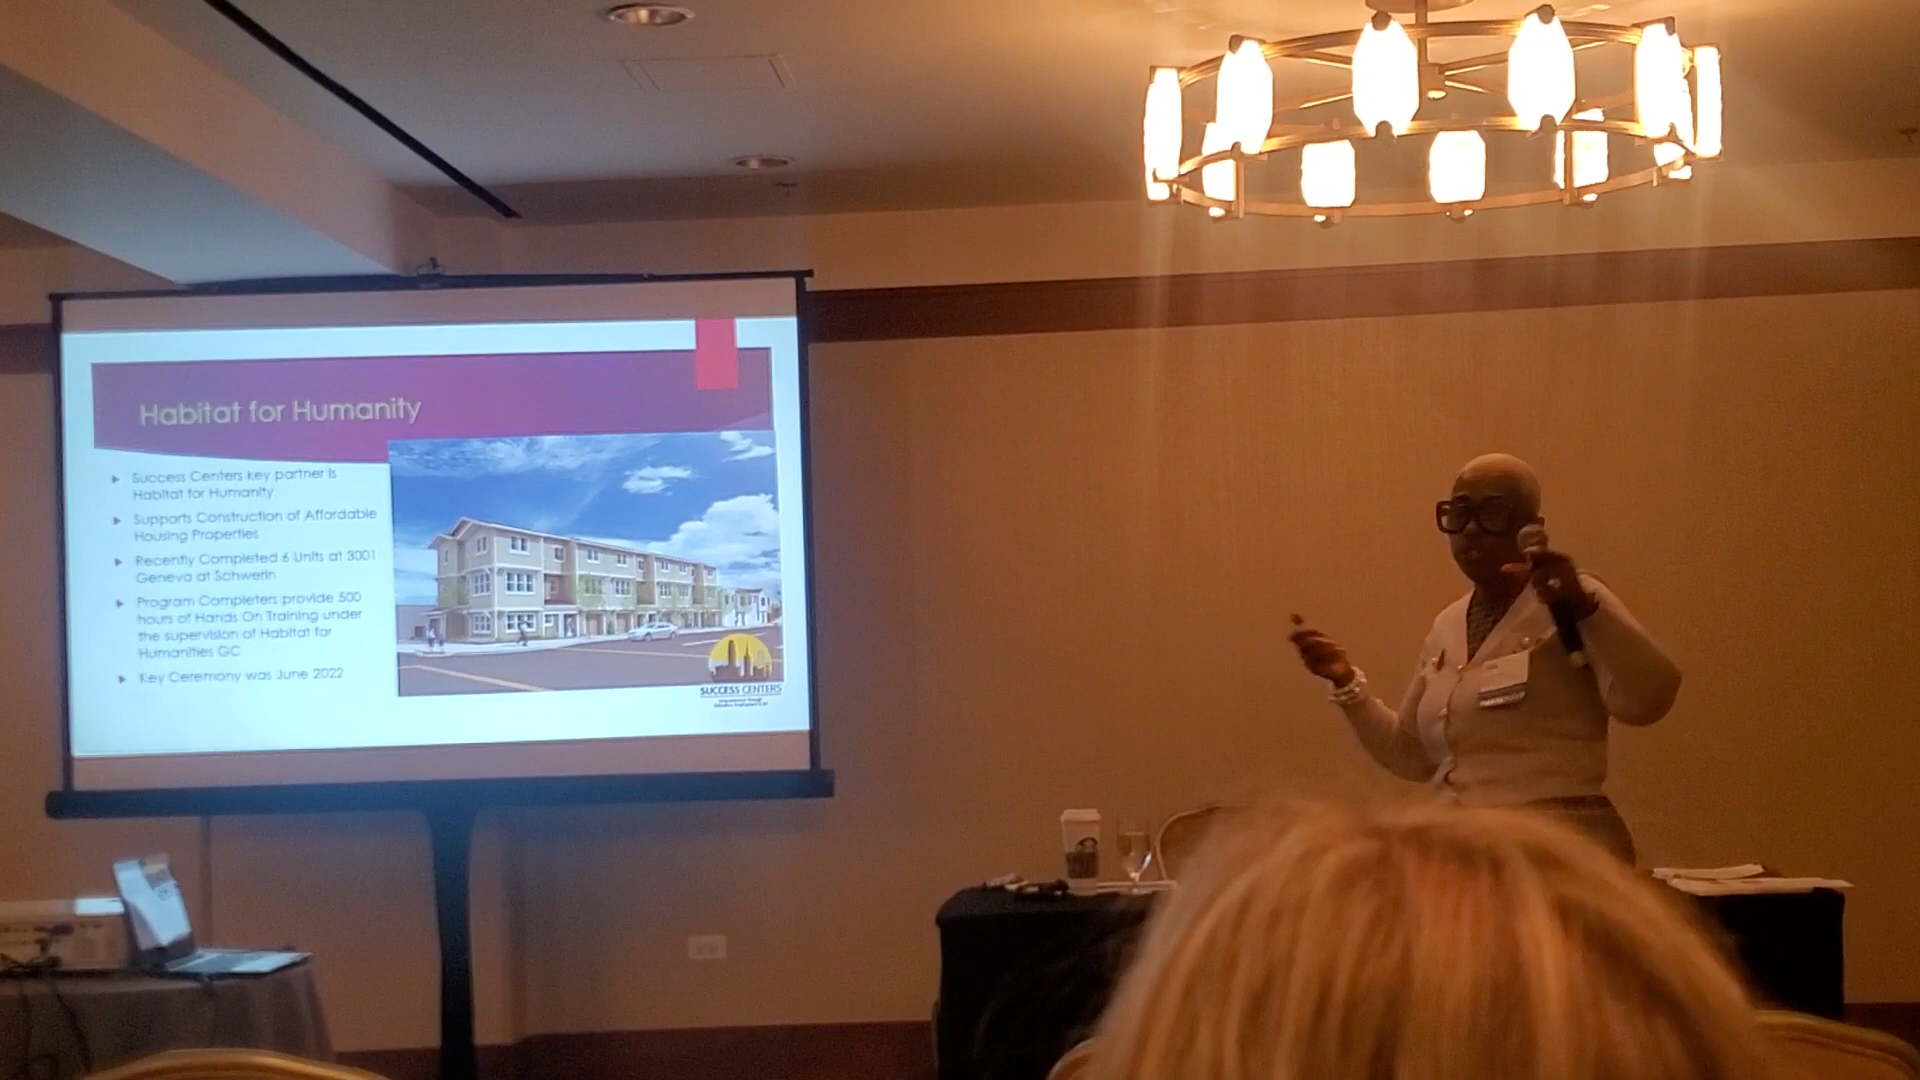 Habitat for Humanity
Success Centers key partner is
Habitat for Humanity
Supports Construction of Affordable
Housing Properties
Recently Completed 6 Units at 3001
Geneva at Schwerin
Program Completers provide 500
hours of Hands On Training under
the supervision of Habitat for
Humanities GC
Key Ceremony was June 2022
SUCCESS CENTERS